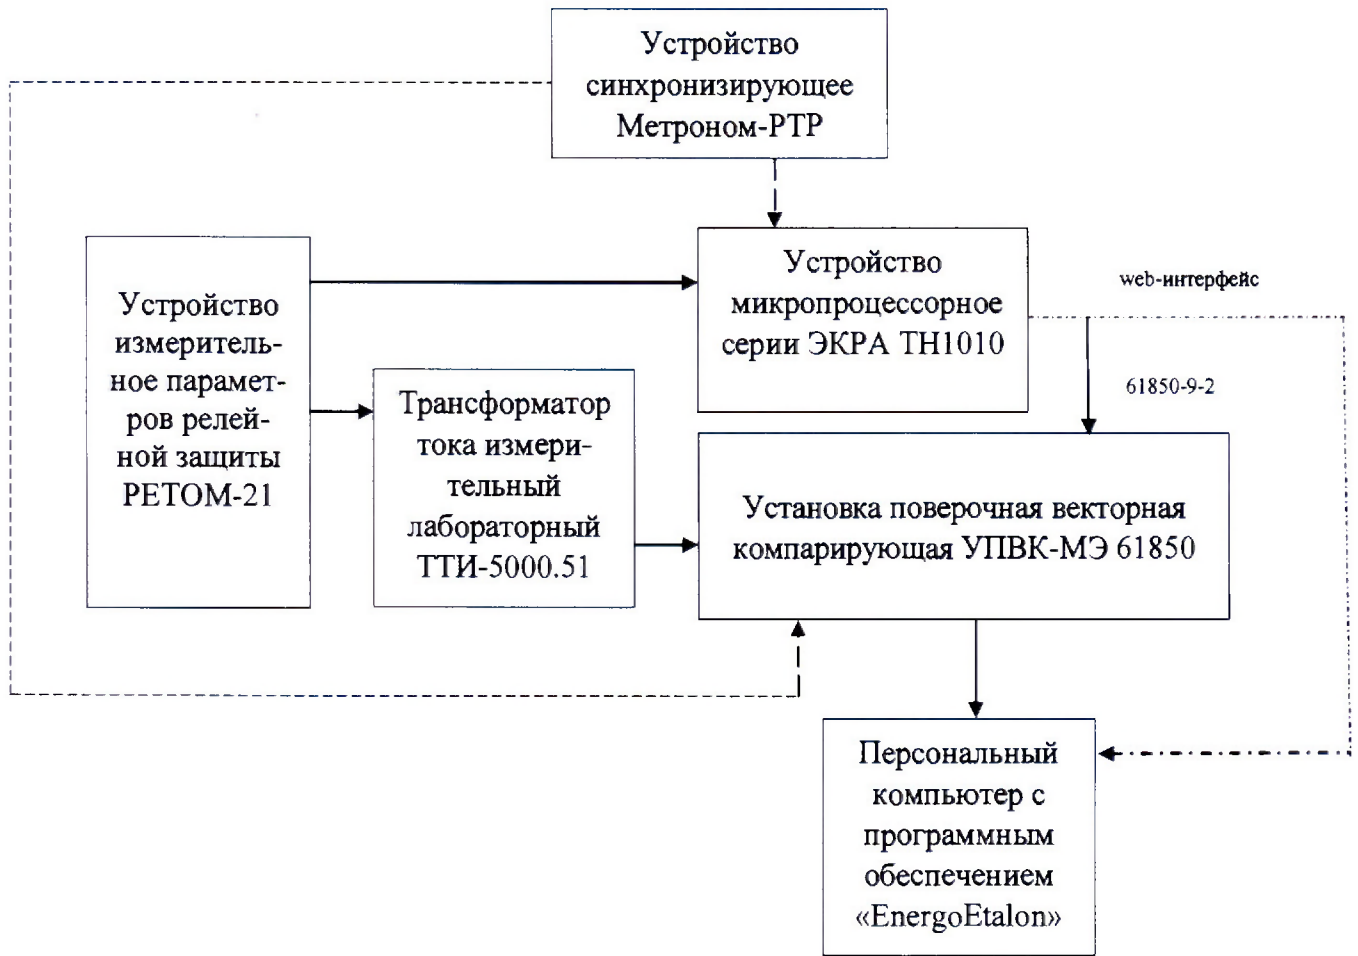 Устройство
синхронизирующее
Метроном-PTP
Устройство
измеритель-
ное парамет-
ров релей-
ной защиты
РЕТОМ-21
Устройство
микропроцессорное
серии ЭКРА ТН1010
web-интерфейс
61850-9-2
Трансформатор
тока измери-
тельный
лабораторный
ТТИ-5000.51
Установка поверочная векторная
компарирующая УПВК-МЭ 61850
Персональный
компьютер с
программным
обеспечением
«EnergoEtalon»